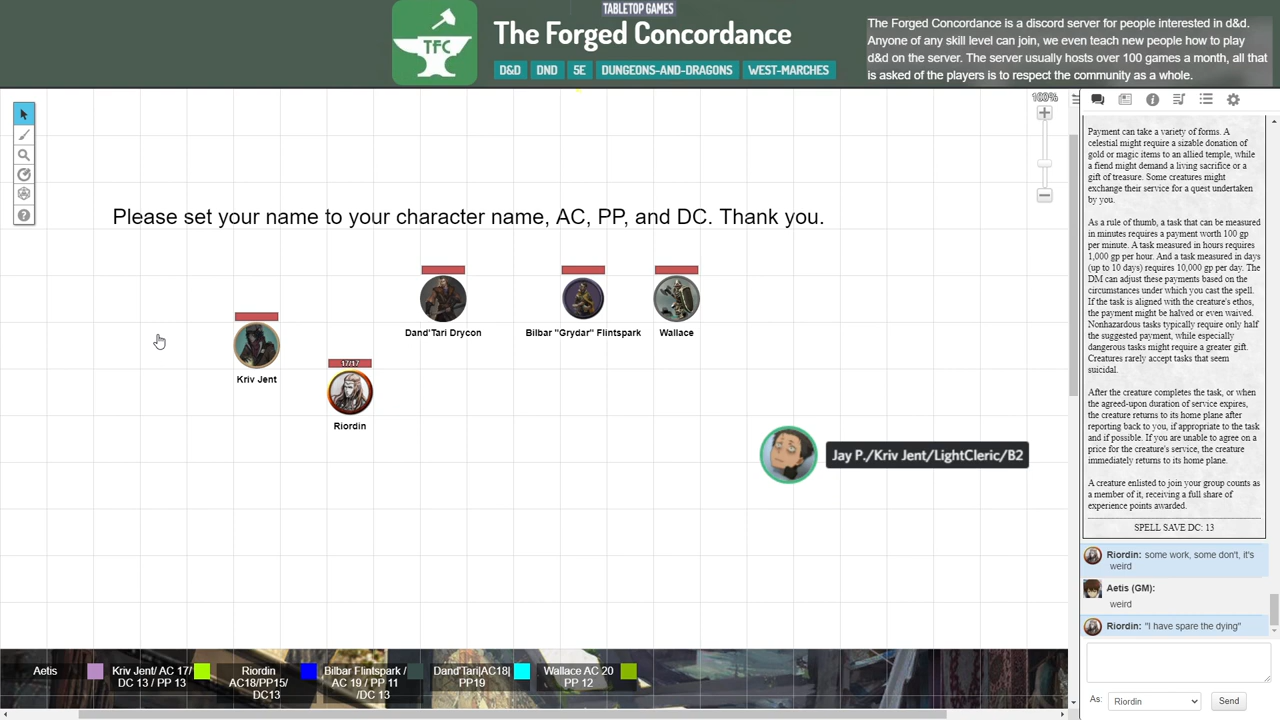 TABLETOP GAMES
The Forged Concordance
TFC
D&D
DND
5E
DUNGEONS-AND-DRAGONS
WEST-MARCHES
The Forged Concordance is a discord server for people interested in d&d.
Anyone of any skill level can join, we even teach new people how to play
d&d on the server. The server usually hosts over 100 games a month, all that
is asked of the players is to respect the community as a whole.
100%
Please set your name to your character name, AC, PP, and DC. Thank you.
Kriv Jent
17/17
Riordin
Dand'Tari Drycon
Bilbar "Grydar" Flintspark
Wallace
Jay P./Kriv Jent/LightCleric/B2
Payment can take a variety of forms. A
celestial might require a sizable donation of
gold or magic items to an allied temple, while
a fiend might demand a living sacrifice or a
gift of treasure. Some creatures might
exchange their service for a quest undertaken
by you.
As a rule of thumb, a task that can be measured
in minutes requires a payment worth 100 gp
per minute. A task measured in hours requires
1,000 gp per hour. And a task measured in days
(up to 10 days) requires 10,000 gp per day. The
DM can adjust these payments based on the
circumstances under which you cast the spell.
If the task is aligned with the creature's ethos,
the payment might be halved or even waived.
Nonhazardous tasks typically require only half
the suggested payment, while especially
dangerous tasks might require a greater gift.
Creatures rarely accept tasks that seem
suicidal.
After the creature completes the task, or when
the agreed-upon duration of service expires,
the creature returns to its home plane after
reporting back to you, if appropriate to the task
and if possible. If you are unable to agree on a
price for the creature's service, the creature
immediately returns to its home plane.
A creature enlisted to join your group counts as
a member of it, receiving a full share of
experience points awarded.
SPELL SAVE DC: 13
Riordin: some work, some don't, it's
weird
Aetis (GM):
weird
Riordin: "I have spare the dying"
As: Riordin
Send
Aetis
Kriv Jent/ AC 17/
DC 13 / PP 13
Riordin
AC18/PP15/
DC13
Bilbar Flintspark /
AC 19 / PP 11
/DC 13
Dand'Tari|AC18|
PP19
Wallace AC 20
PP 12